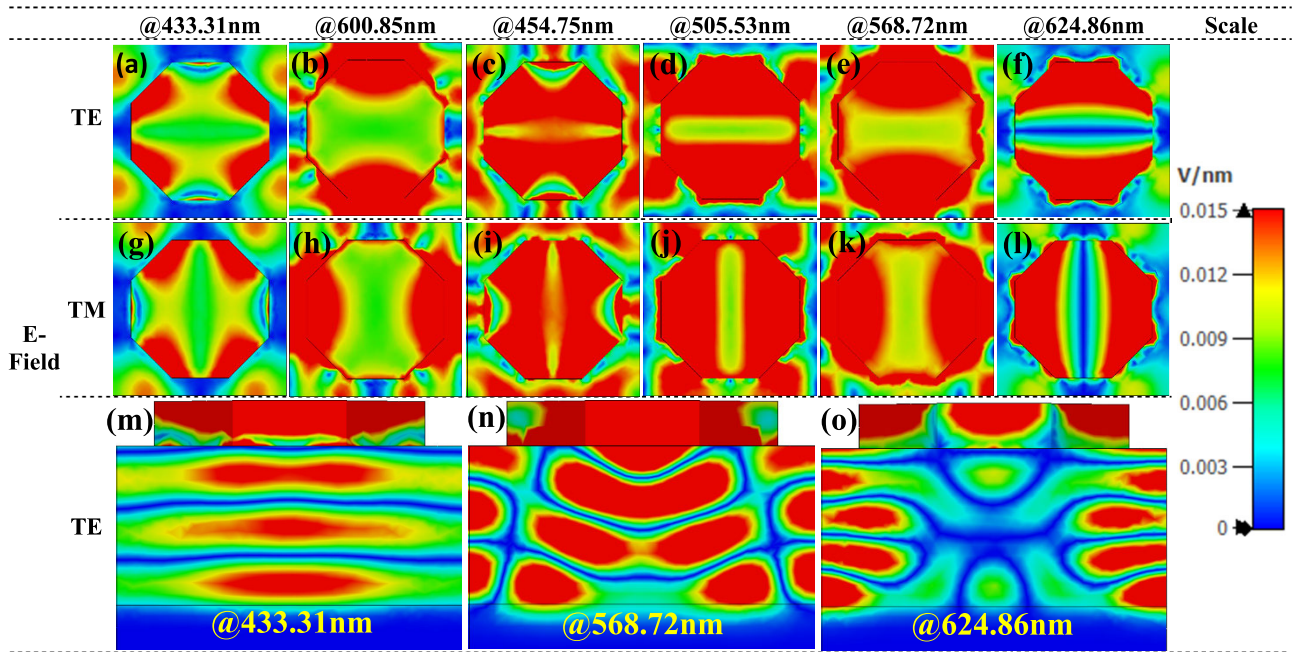 @433.31nm @600.85nm @454.75nm @505.53nm @568.72nm @624.86nm Scale
(a) (b) (c) (d) (e) (f)
TE
V/nm
0.015
(g) (h) (i) (j) (k) (l)
0.012
TM
E-
Field
0.009
0.006
(m) (n) (o)
0.003
TE
0
@433.31nm @568.72nm @624.86nm